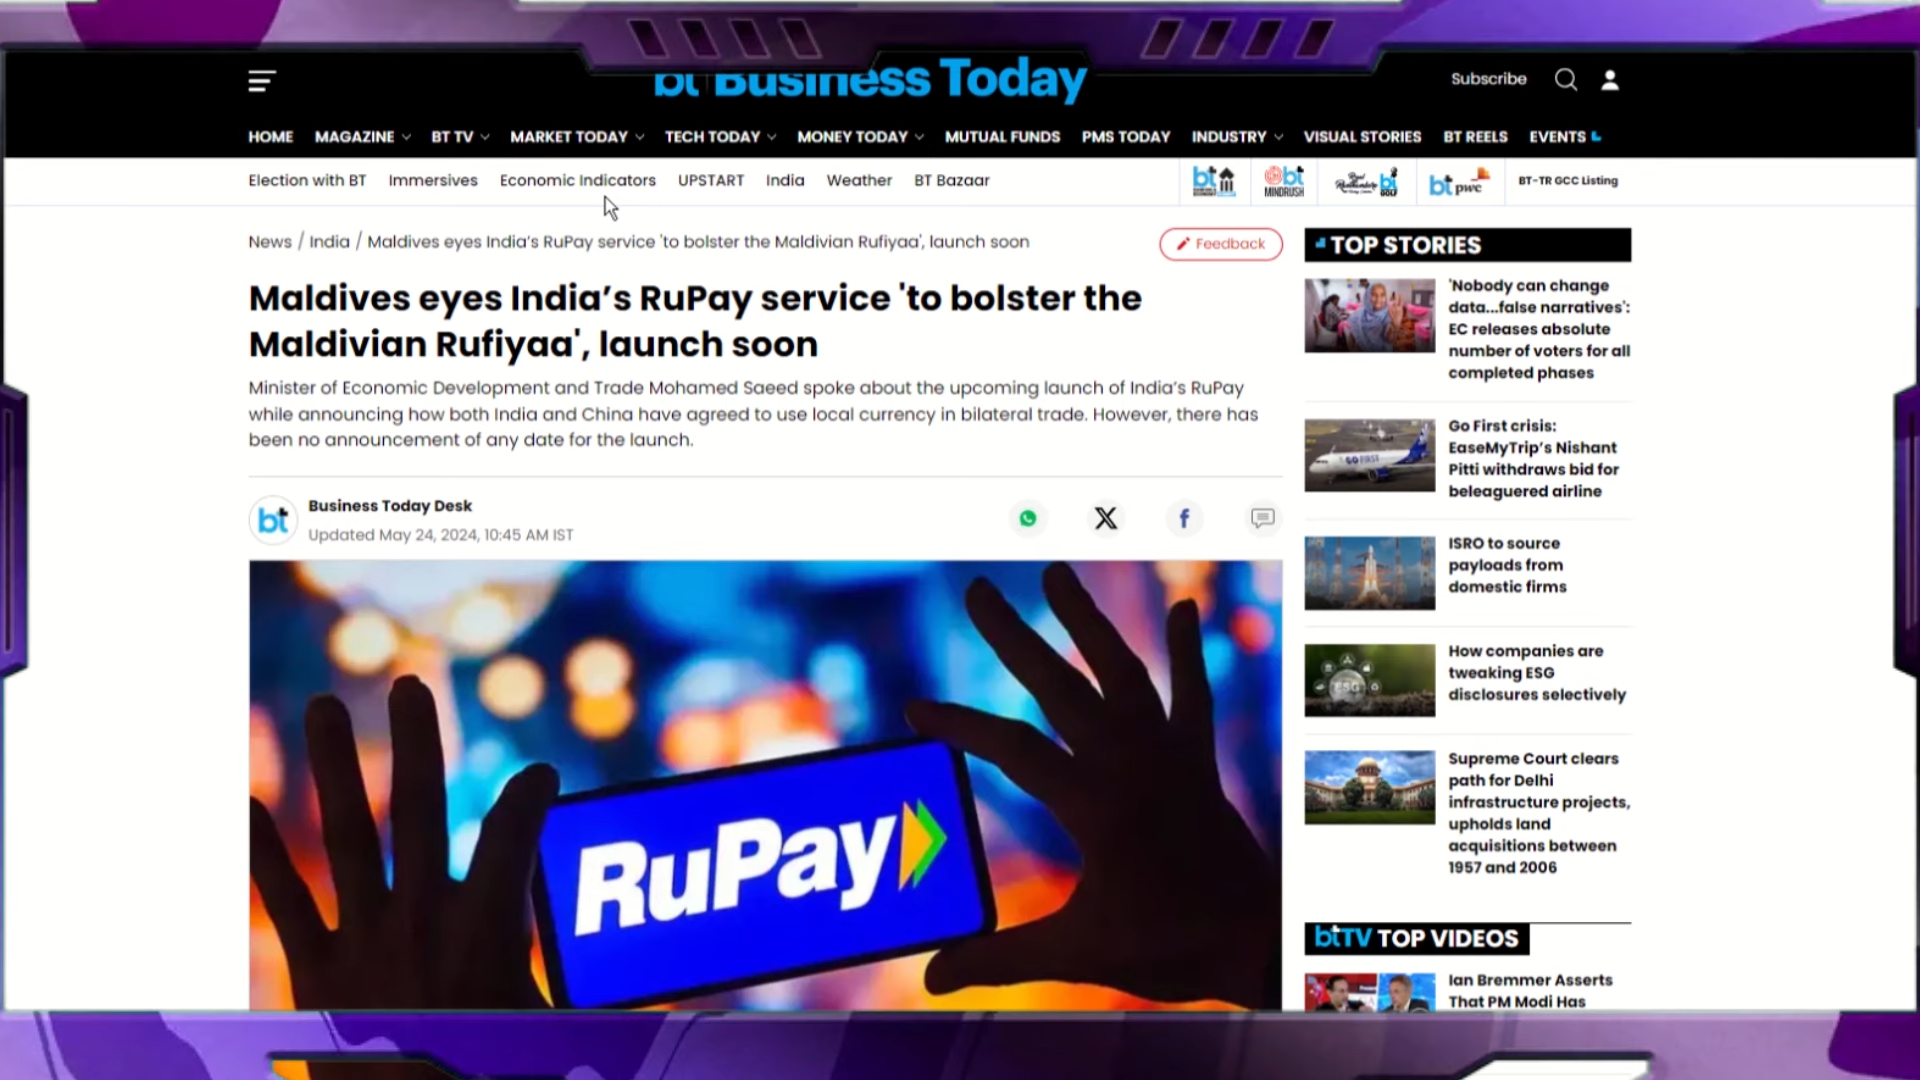 bt Business Today
Subscribe
HOME MAGAZINE BT TV MARKET TODAY TECH TODAY MONEY TODAY MUTUAL FUNDS PMS TODAY INDUSTRY VISUAL STORIES BT REELS EVENTS
Election with BT Immersives Economic Indicators UPSTART India Weather BT Bazaar
bt
bt MINDRUSH
bt GOLF
bt pwc
BT-TR GCC Listing
News / India / Maldives eyes India's RuPay service 'to bolster the Maldivian Rufiyaa', launch soon
Feedback
Maldives eyes India's RuPay service 'to bolster the
Maldivian Rufiyaa', launch soon
Minister of Economic Development and Trade Mohamed Saeed spoke about the upcoming launch of India's RuPay
while announcing how both India and China have agreed to use local currency in bilateral trade. However, there has
been no announcement of any date for the launch.
bt
Business Today Desk
Updated May 24, 2024, 10:45 AM IST
RuPay
TOP STORIES
'Nobody can change
data...false narratives':
EC releases absolute
number of voters for all
completed phases
GO FIRST
Go First crisis:
EaseMyTrip's Nishant
Pitti withdraws bid for
beleaguered airline
ISRO to source
payloads from
domestic firms
ESG
How companies are
tweaking ESG
disclosures selectively
Supreme Court clears
path for Delhi
infrastructure projects,
upholds land
acquisitions between
1957 and 2006
btTV TOP VIDEOS
Ian Bremmer Asserts
That PM Modi Has